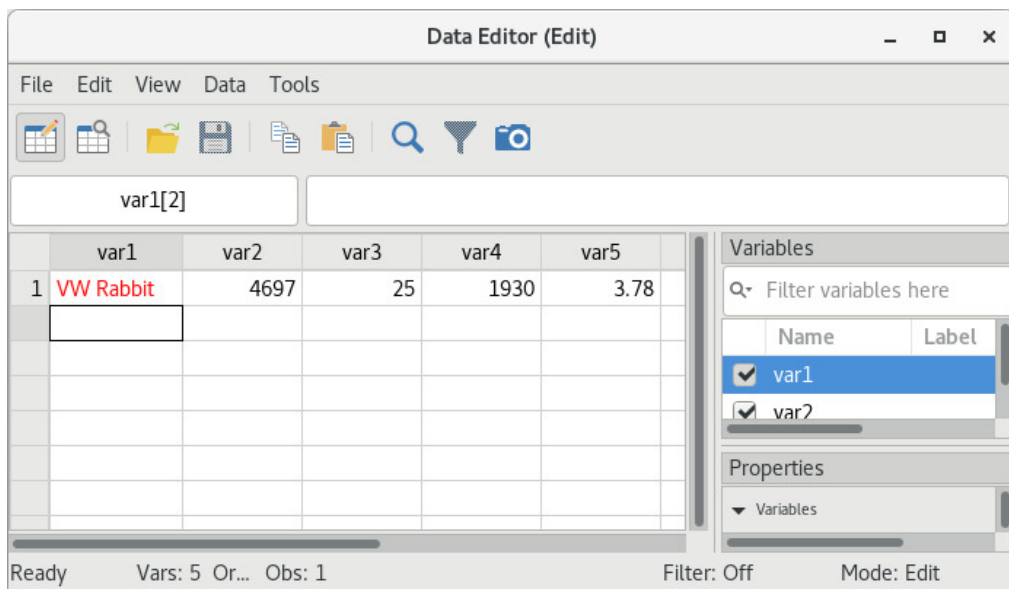 Data Editor (Edit)
File Edit View Data Tools
var1[2]
var1 var2 var3 var4 var5
1 VW Rabbit 4697 25 1930 3.78
Variables
Filter variables here
Name Label
var1
var2
Properties
Variables
Ready Vars: 5 Or... Obs: 1 Filter: Off Mode: Edit